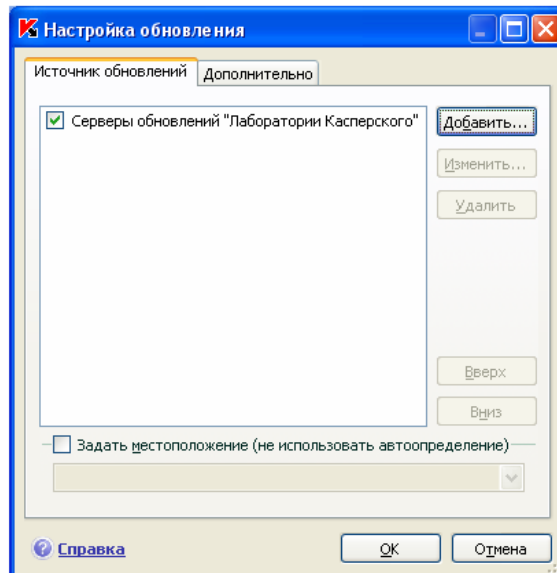 Настройка обновления
Источник обновлений
Дополнительно
Серверы обновлений "Лаборатории Касперского"
Добавить...
Изменить...
Удалить
Вверх
Вниз
Задать местоположение (не использовать автоопределение)
Справка
ОК
Отмена